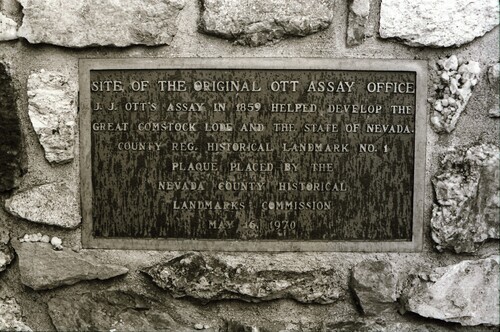 SITE OF THE ORIGINAL OTT ASSAY OFFICE
J. J. OTT'S ASSAY IN 1859 HELPED DEVELOP THE
GREAT COMSTOCK LODE AND THE STATE OF NEVADA.
COUNTY REG. HISTORICAL LANDMARK NO. 1
PLAQUE PLACED BY THE
NEVADA COUNTY HISTORICAL
LANDMARKS COMMISSION
MAY 16, 1970